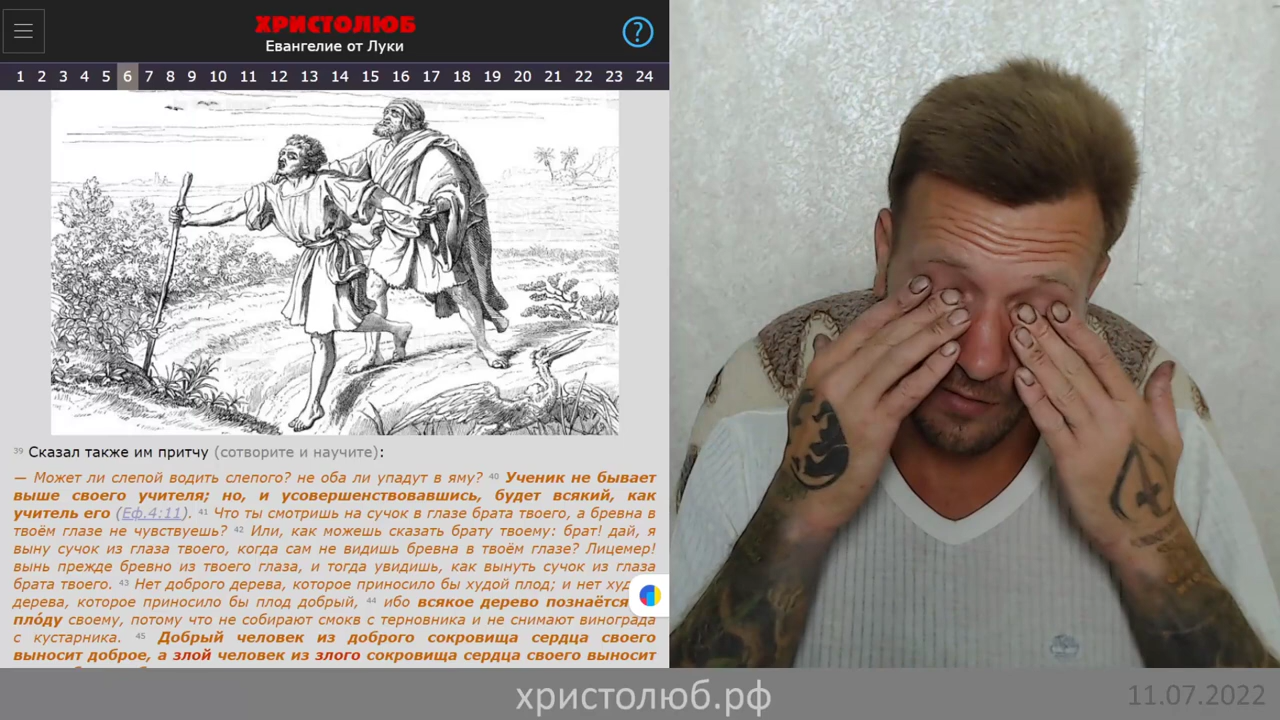 ХРИСТОЛЮБ
Евангелие от Луки
?
1 2 3 4 5 6 7 8 9 10 11 12 13 14 15 16 17 18 19 20 21 22 23 24
39 Сказал также им притчу (сотворите и научите):
— Может ли слепой водить слепого? не оба ли упадут в яму? 40 Ученик не бывает
выше своего учителя; но, и усовершенствовавшись, будет всякий, как
учитель его (Еф.4:11). 41 Что ты смотришь на сучок в глазе брата твоего, а бревна в
твоём глазе не чувствуешь? 42 Или, как можешь сказать брату твоему: брат! дай, я
выну сучок из глаза твоего, когда сам не видишь бревна в твоём глазе? Лицемер!
вынь прежде бревно из твоего глаза, и тогда увидишь, как вынуть сучок из глаза
брата твоего. 43 Нет доброго дерева, которое приносило бы худой плод; и нет
дерева, которое приносило бы плод добрый, 44 ибо всякое дерево познаётся
пло́ду своему, потому что не собирают смокв с терновника и не снимают винограда
с кустарника. 45 Добрый человек из доброго сокровища сердца своего
выносит доброе, а злой человек из злого сокровища сердца своего выносит
христолюб.рф
11.07.2022